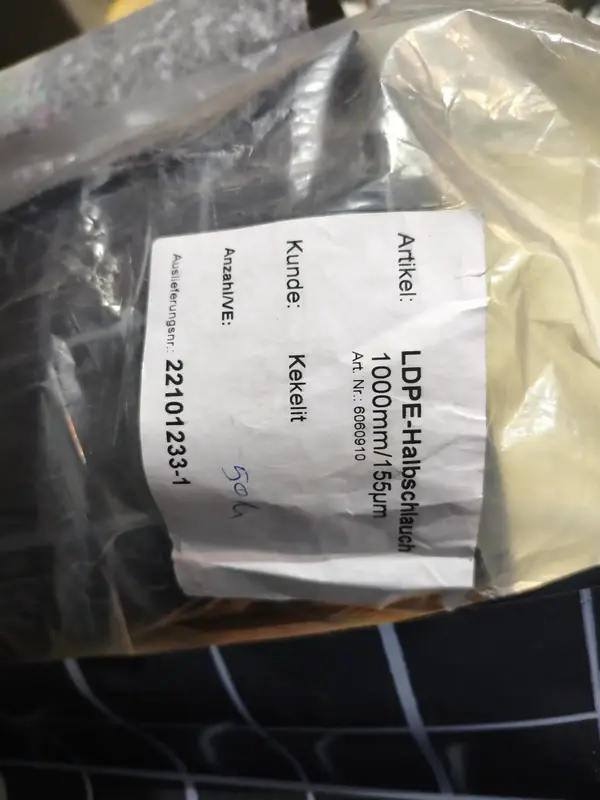 Artikel: LDPE-Halbschlauch
1000mm/155µm
Art. Nr.: 6060910
Kunde: Kekelit
Anzahl/VE:
Auslieferungsnr.: 22101233-1